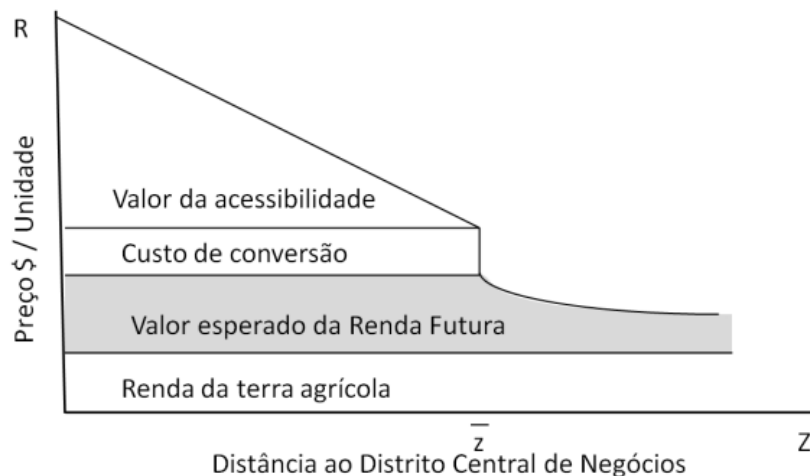 R
Preço $ / Unidade
Valor da acessibilidade
Custo de conversão
Valor esperado da Renda Futura
Renda da terra agrícola
z
Z
Distância ao Distrito Central de Negócios